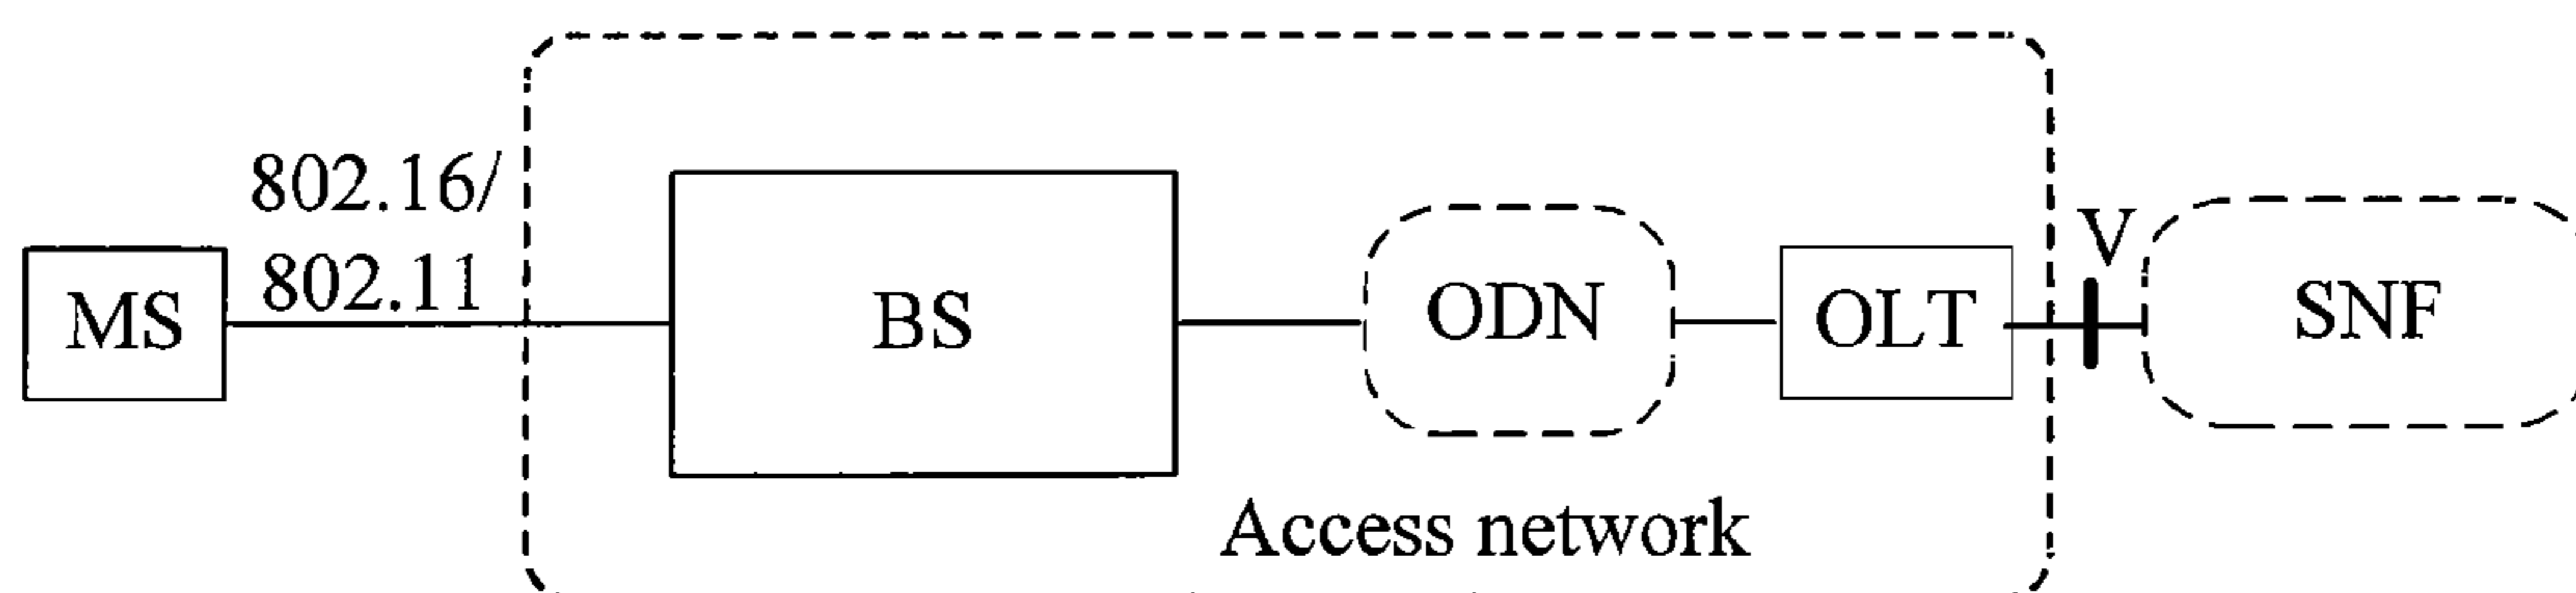 802.16/
802.11
MS
BS
ODN
OLT
V
SNF
Access network